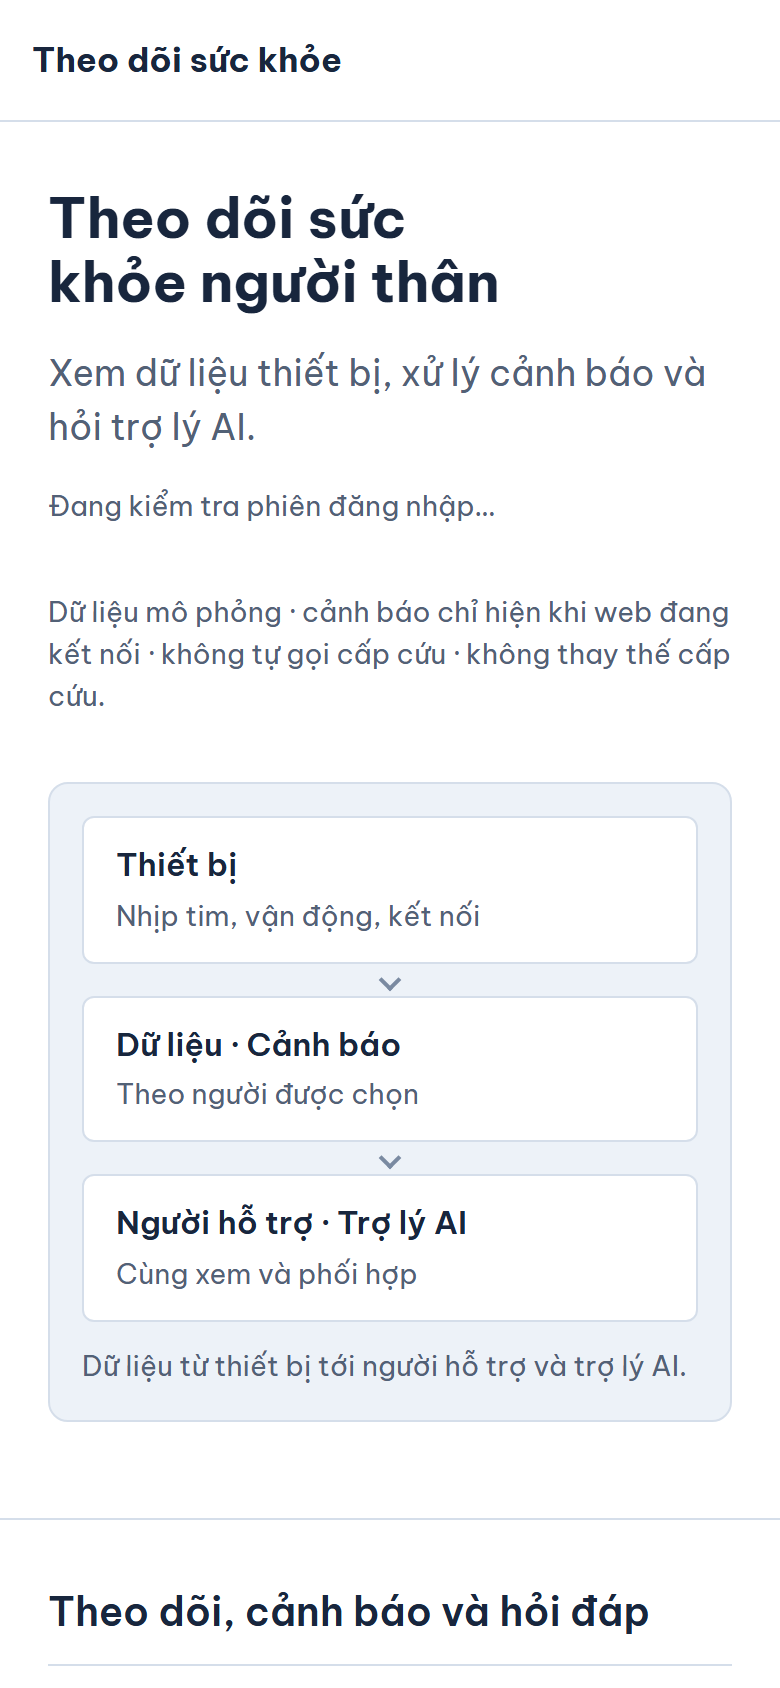 Theo dõi sức khỏe
Theo dõi sức
khỏe người thân
Xem dữ liệu thiết bị, xử lý cảnh báo và
hỏi trợ lý AI.
Đang kiểm tra phiên đăng nhập...
Dữ liệu mô phỏng · cảnh báo chỉ hiện khi web đang
kết nối · không tự gọi cấp cứu · không thay thế cấp
cứu.
Thiết bị
Nhịp tim, vận động, kết nối
Dữ liệu · Cảnh báo
Theo người được chọn
Người hỗ trợ · Trợ lý AI
Cùng xem và phối hợp
Dữ liệu từ thiết bị tới người hỗ trợ và trợ lý AI.
Theo dõi, cảnh báo và hỏi đáp